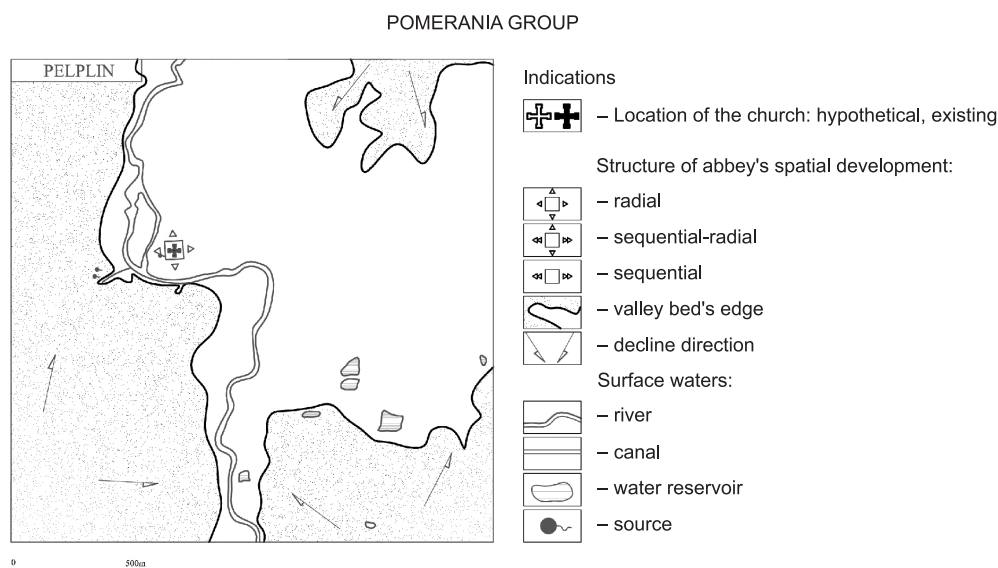 POMERANIA GROUP
PELPLIN
Indications
– Location of the church: hypothetical, existing
Structure of abbey's spatial development:
– radial
– sequential-radial
– sequential
– valley bed's edge
– decline direction
Surface waters:
– river
– canal
– water reservoir
– source
0 500m